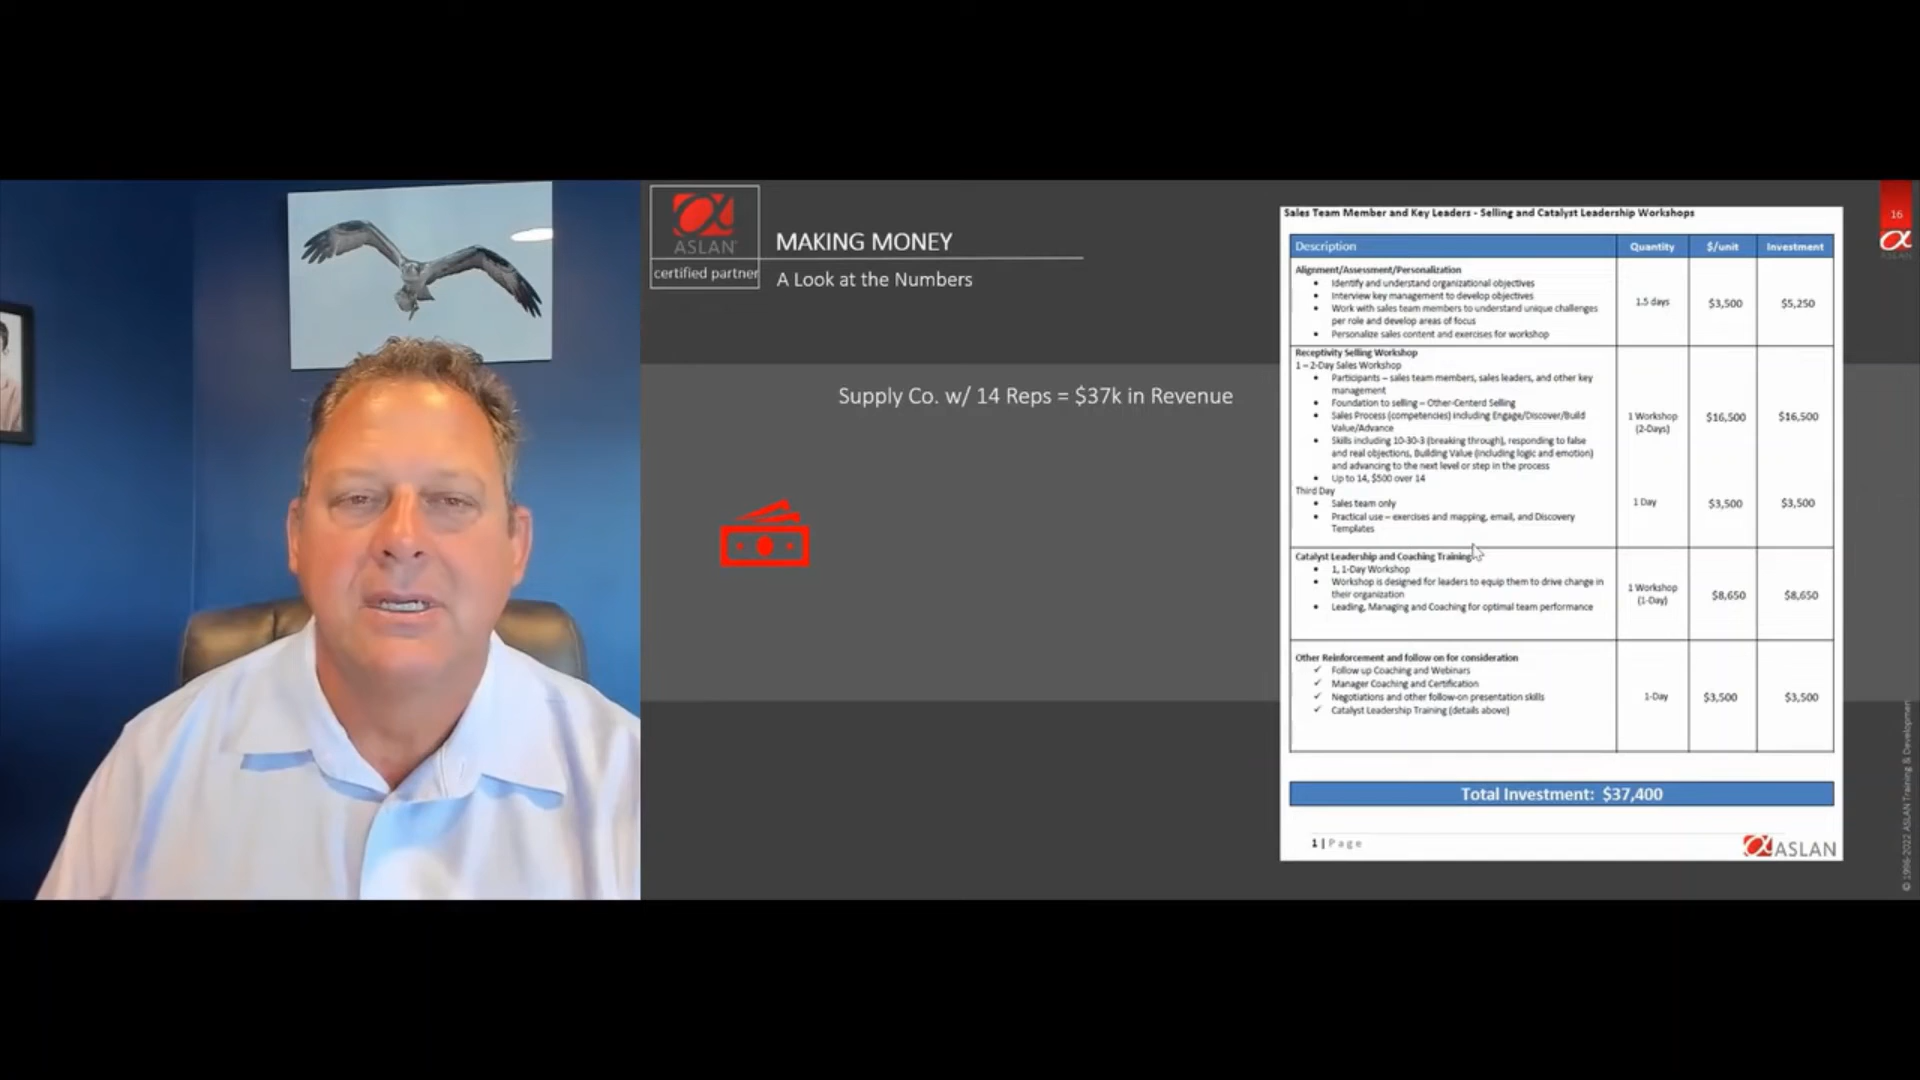 ASLAN
certified partner
MAKING MONEY
A Look at the Numbers
Supply Co. w/ 14 Reps = $37k in Revenue
Sales Team Member and Key Leaders - Selling and Catalyst Leadership Workshops
Description Quantity $/unit Investment
Alignment/Assessment/Personalization
• Identify and understand organizational objectives
• Interview key management to develop objectives
• Work with sales team members to understand unique challenges
per role and develop areas of focus
• Personalize sales content and exercises for workshop
1.5 days $3,500 $5,250
Receptivity Selling Workshop
1 – 2-Day Sales Workshop
• Participants – sales team members, sales leaders, and other key
management
• Foundation to selling – Other-Centerd Selling
• Sales Process (competencies) including Engage/Discover/Build
Value/Advance
• Skills including 10-30-3 (breaking through), responding to false
and real objections, Building Value (including logic and emotion)
and advancing to the next level or step in the process
• Up to 14, $500 over 14
1 Workshop
(2-Days)
$16,500 $16,500
Third Day
• Sales team only
• Practical use – exercises and mapping, email, and Discovery
Templates
1 Day $3,500 $3,500
Catalyst Leadership and Coaching Training
• 1, 1-Day Workshop
• Workshop is designed for leaders to equip them to drive change in
their organization
• Leading, Managing and Coaching for optimal team performance
1 Workshop
(1-Day)
$8,650 $8,650
Other Reinforcement and follow on for consideration
✓ Follow up Coaching and Webinars
✓ Manager Coaching and Certification
✓ Negotiations and other follow-on presentation skills
✓ Catalyst Leadership Training (details above)
1-Day $3,500 $3,500
Total Investment: $37,400
1 | Page
ASLAN
16
ASLAN
© 1996-2022 ASLAN Training & Developmen